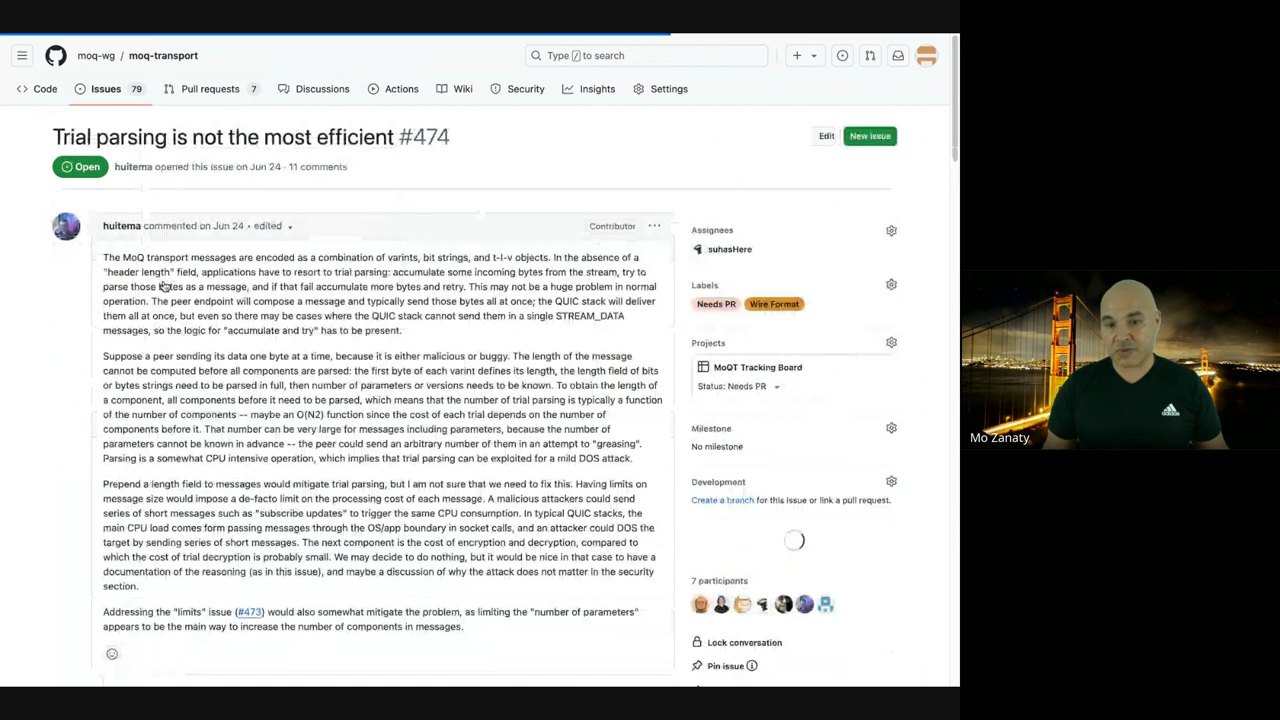 moq-wg / moq-transport
Type / to search
Code
Issues 79
Pull requests 7
Discussions
Actions
Wiki
Security
Insights
Settings
Trial parsing is not the most efficient #474
Edit
New issue
Open
huitema opened this issue on Jun 24 · 11 comments
huitema commented on Jun 24 • edited
Contributor
The MoQ transport messages are encoded as a combination of varints, bit strings, and t-l-v objects. In the absence of a
"header length" field, applications have to resort to trial parsing: accumulate some incoming bytes from the stream, try to
parse those bytes as a message, and if that fail accumulate more bytes and retry. This may not be a huge problem in normal
operation. The peer endpoint will compose a message and typically send those bytes all at once; the QUIC stack will deliver
them all at once, but even so there may be cases where the QUIC stack cannot send them in a single STREAM_DATA
messages, so the logic for "accumulate and try" has to be present.
Suppose a peer sending its data one byte at a time, because it is either malicious or buggy. The length of the message
cannot be computed before all components are parsed: the first byte of each varint defines its length, the length field of bits
or bytes strings need to be parsed in full, then number of parameters or versions needs to be known. To obtain the length of
a component, all components before it need to be parsed, which means that the number of trial parsing is typically a function
of the number of components -- maybe an O(N2) function since the cost of each trial depends on the number of
components before it. That number can be very large for messages including parameters, because the number of
parameters cannot be known in advance -- the peer could send an arbitrary number of them in an attempt to "greasing".
Parsing is a somewhat CPU intensive operation, which implies that trial parsing can be exploited for a mild DOS attack.
Prepend a length field to messages would mitigate trial parsing, but I am not sure that we need to fix this. Having limits on
message size would impose a de-facto limit on the processing cost of each message. A malicious attackers could send
series of short messages such as "subscribe updates" to trigger the same CPU consumption. In typical QUIC stacks, the
main CPU load comes form passing messages through the OS/app boundary in socket calls, and an attacker could DOS the
target by sending series of short messages. The next component is the cost of encryption and decryption, compared to
which the cost of trial decryption is probably small. We may decide to do nothing, but it would be nice in that case to have a
documentation of the reasoning (as in this issue), and maybe a discussion of why the attack does not matter in the security
section.
Addressing the "limits" issue (#473) would also somewhat mitigate the problem, as limiting the "number of parameters"
appears to be the main way to increase the number of components in messages.
Assignees
suhasHere
Labels
Needs PR Wire Format
Projects
MoQT Tracking Board
Status: Needs PR
Milestone
No milestone
Development
Create a branch for this issue or link a pull request.
7 participants
Lock conversation
Pin issue
Mo Zanaty
adidas